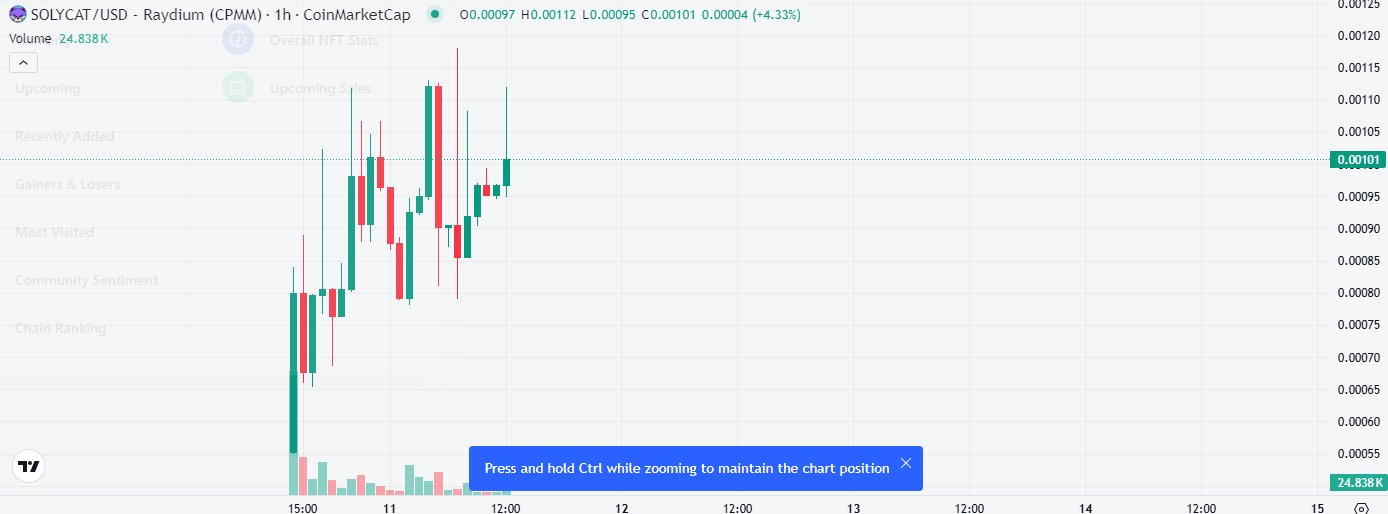 SOLYCAT/USD - Raydium (CPMM) · 1h · CoinMarketCap O0.00097 H0.00112 L0.00095 C0.00101 0.00004 (+4.33%)
Volume 24.838K
Overall NFT Stats
Upcoming
Upcoming Sales
Recently Added
Gainers & Losers
Most Visited
Community Sentiment
Chain Ranking
0.00125
0.00120
0.00115
0.00110
0.00105
0.00101
0.00095
0.00090
0.00085
0.00080
0.00075
0.00070
0.00065
0.00060
0.00055
24.838K
Press and hold Ctrl while zooming to maintain the chart position
15:00 11 12:00 12 12:00 13 12:00 14 12:00 15